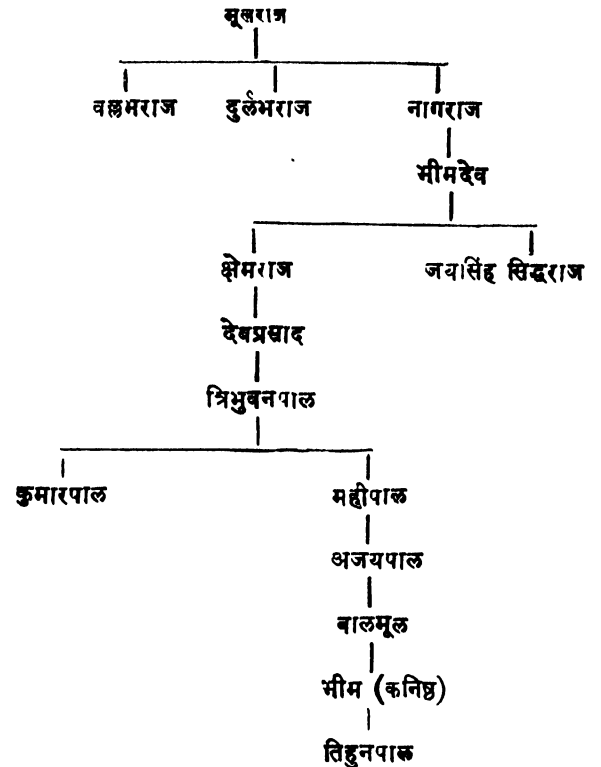 मूलराज
वल्लभराज दुर्लभराज नागराज
भीमदेव
क्षेमराज जयसिंह सिद्धराज
देवप्रसाद
त्रिभुवनपाल
कुमारपाल महीपाल
अजयपाल
बालमूल
भीम (कनिष्ठ)
तिहुनपाल